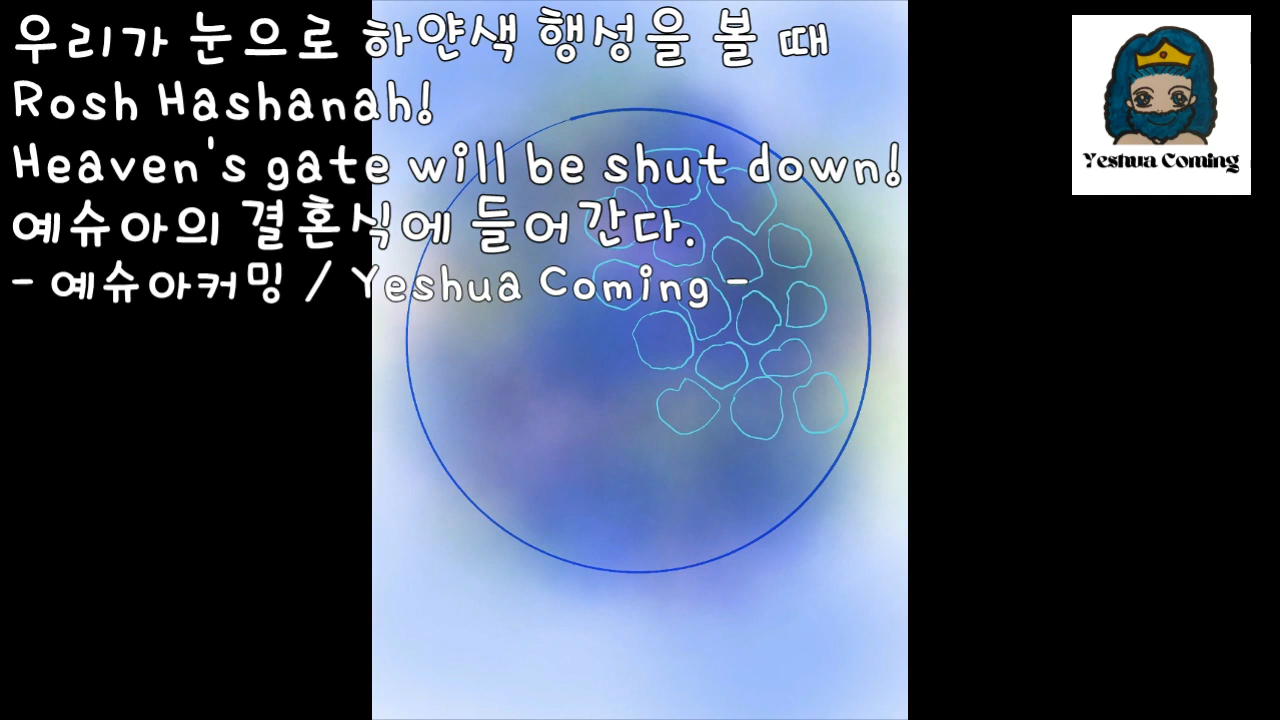 우리가 눈으로 하얀색 행성을 볼 때
Rosh Hashanah!
Heaven's gate will be shut down!
예슈아의 결혼식에 들어간다.
- 예슈아커밍 / Yeshua Coming -
Yeshua Coming